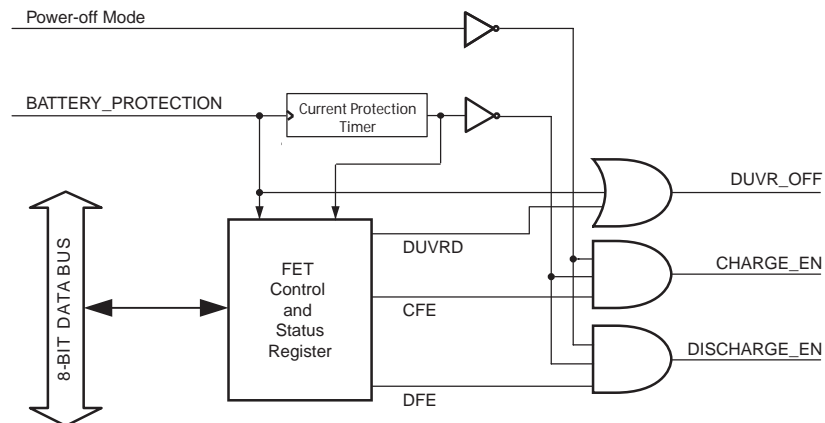 Power-off Mode
BATTERY_PROTECTION
Current Protection
Timer
DUVR_OFF
DUVRD
FET
Control
and
Status
Register
CHARGE_EN
CFE
8-BIT DATA BUS
DISCHARGE_EN
DFE